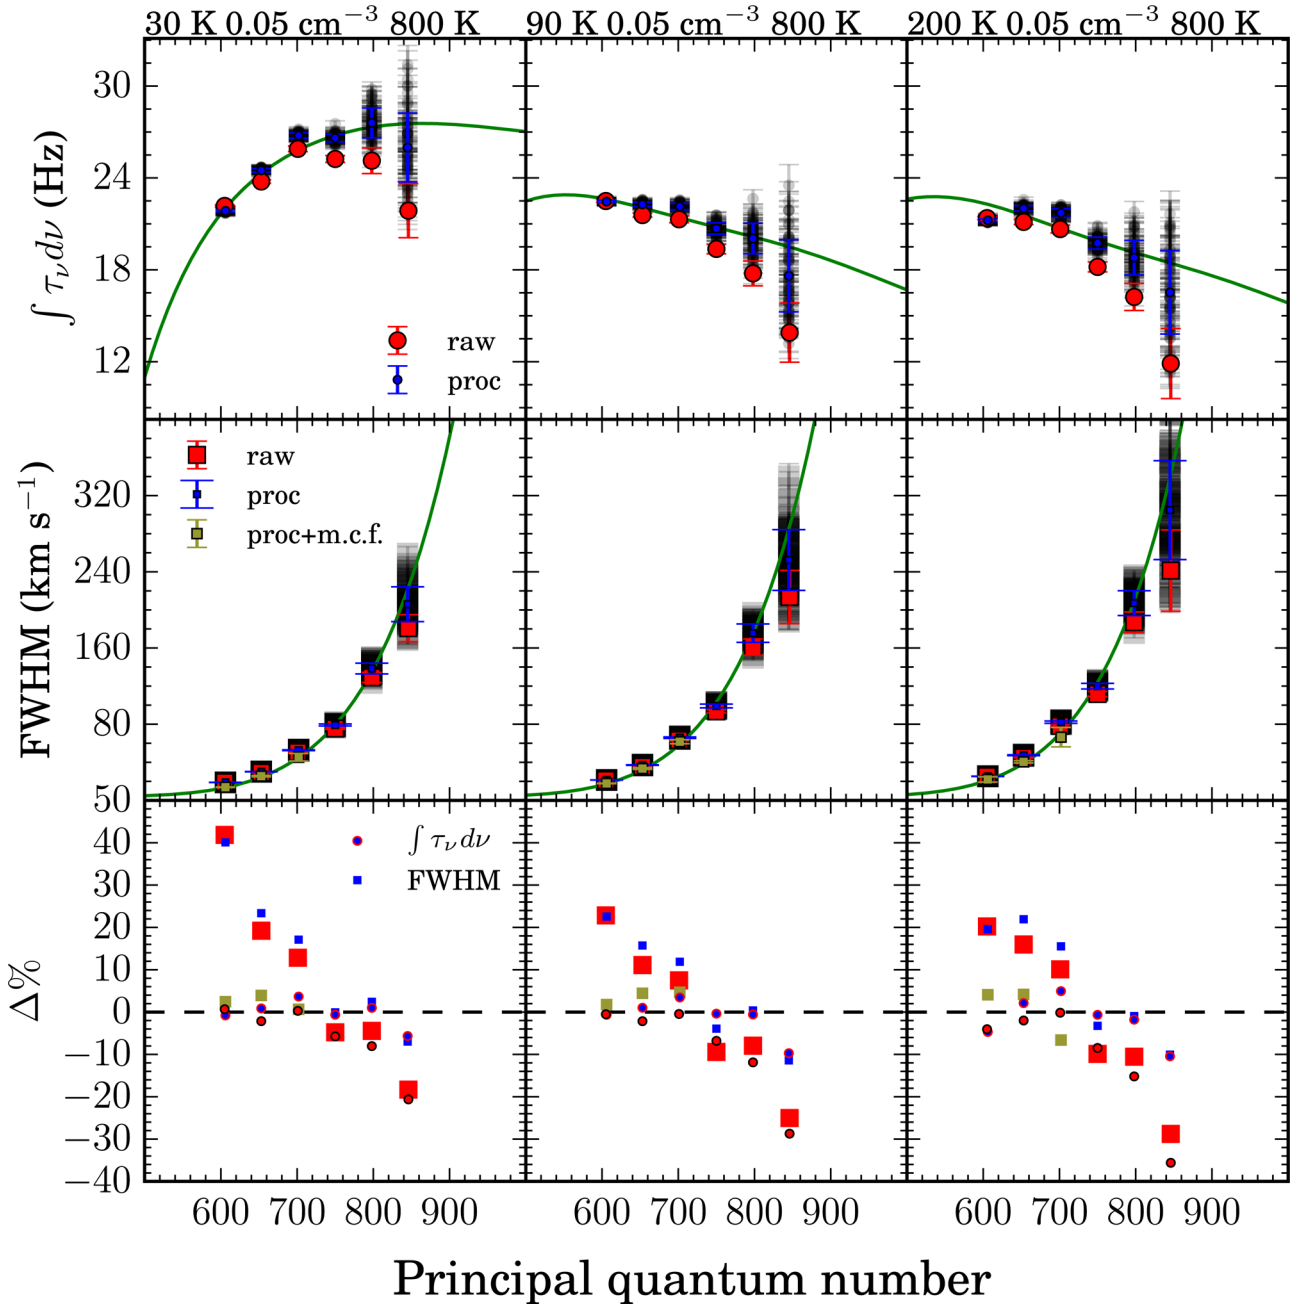 30 K 0.05 cm⁻³ 800 K
90 K 0.05 cm⁻³ 800 K
200 K 0.05 cm⁻³ 800 K
∫ τ_ν dν (Hz)
30
24
18
12
raw
proc
FWHM (km s⁻¹)
320
240
160
80
50
raw
proc
proc+m.c.f.
Δ%
40
30
20
10
0
−10
−20
−30
−40
∫ τ_ν dν
FWHM
600 700 800 900
600 700 800 900
600 700 800 900
Principal quantum number